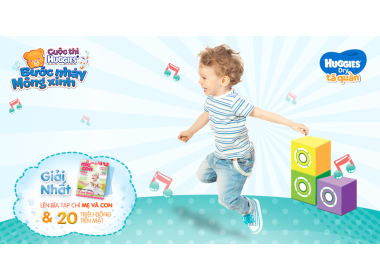 Cuộc thi
HUGGIES
Bước nhảy
Mông xinh
HUGGIES
Dry
tã quần
Giải
Nhất
LÊN BÌA TẠP CHÍ MẸ VÀ CON
& 20 TRIỆU ĐỒNG
TIỀN MẶT